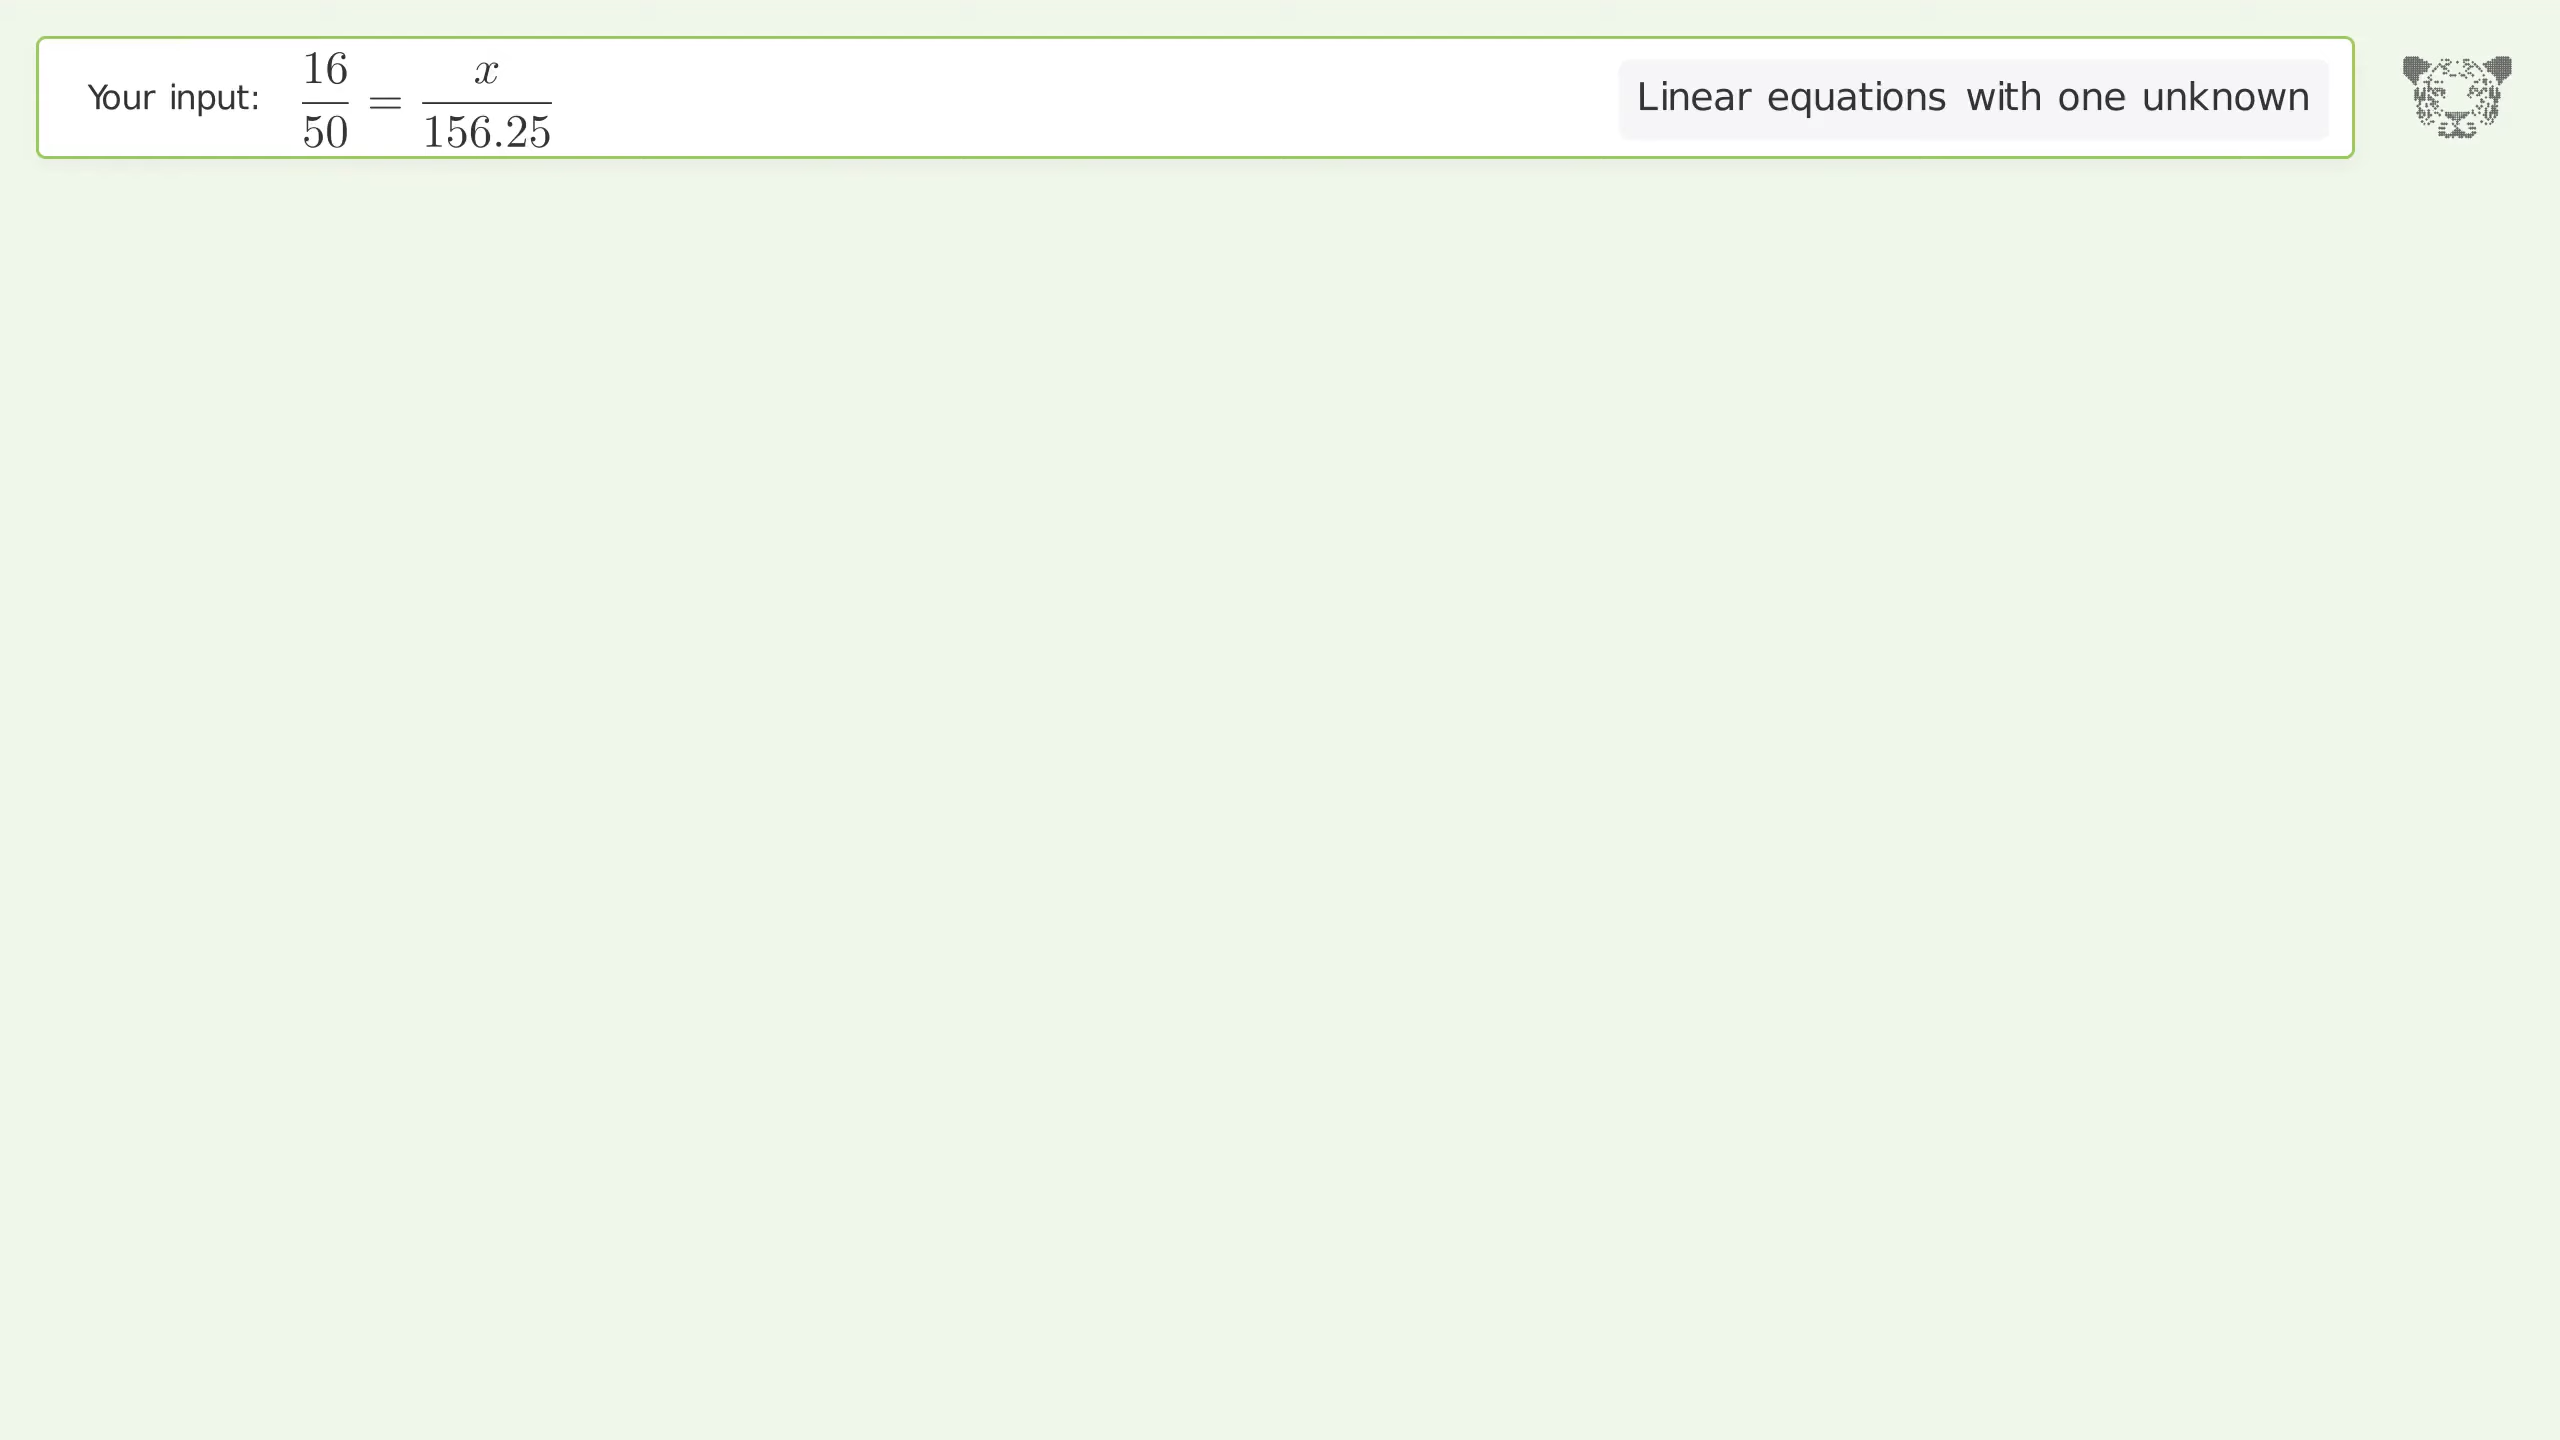 Your input: 16/50 = x/156.25
Linear equations with one unknown